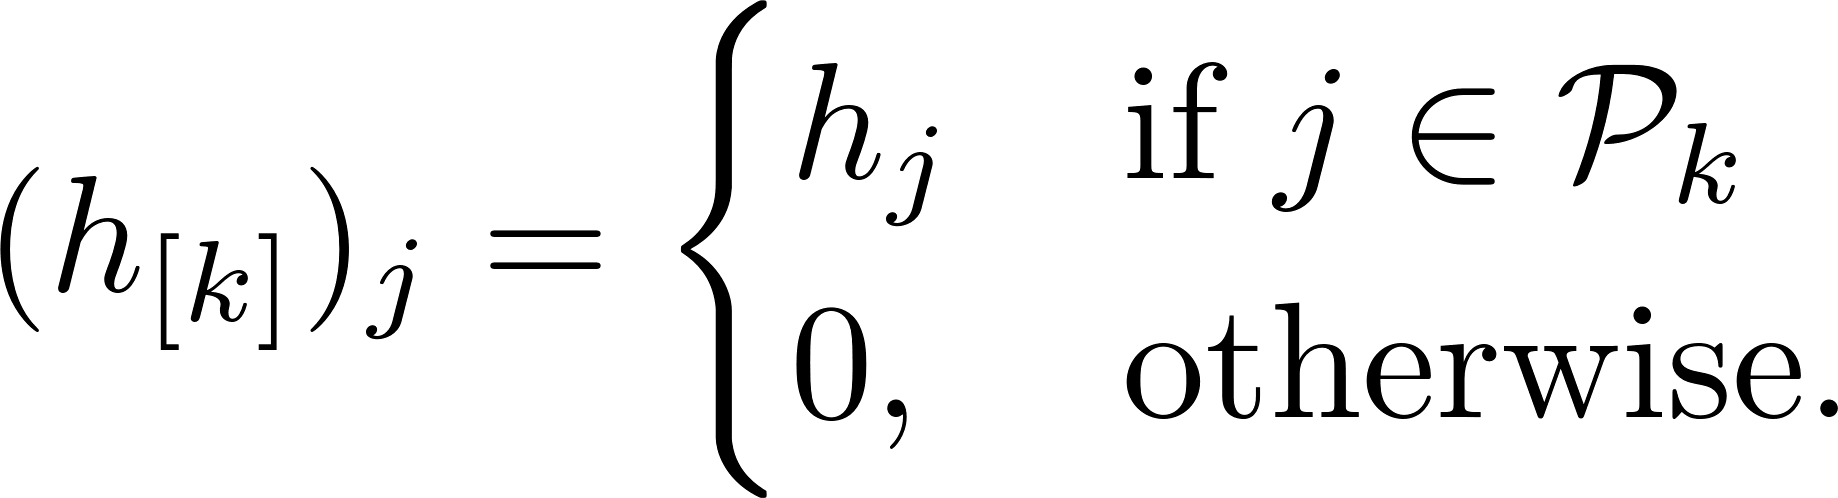 (h_{[k]})_j = \begin{cases} h_j & \text{if } j \in \mathcal{P}_k \\ 0, & \text{otherwise.} \end{cases}